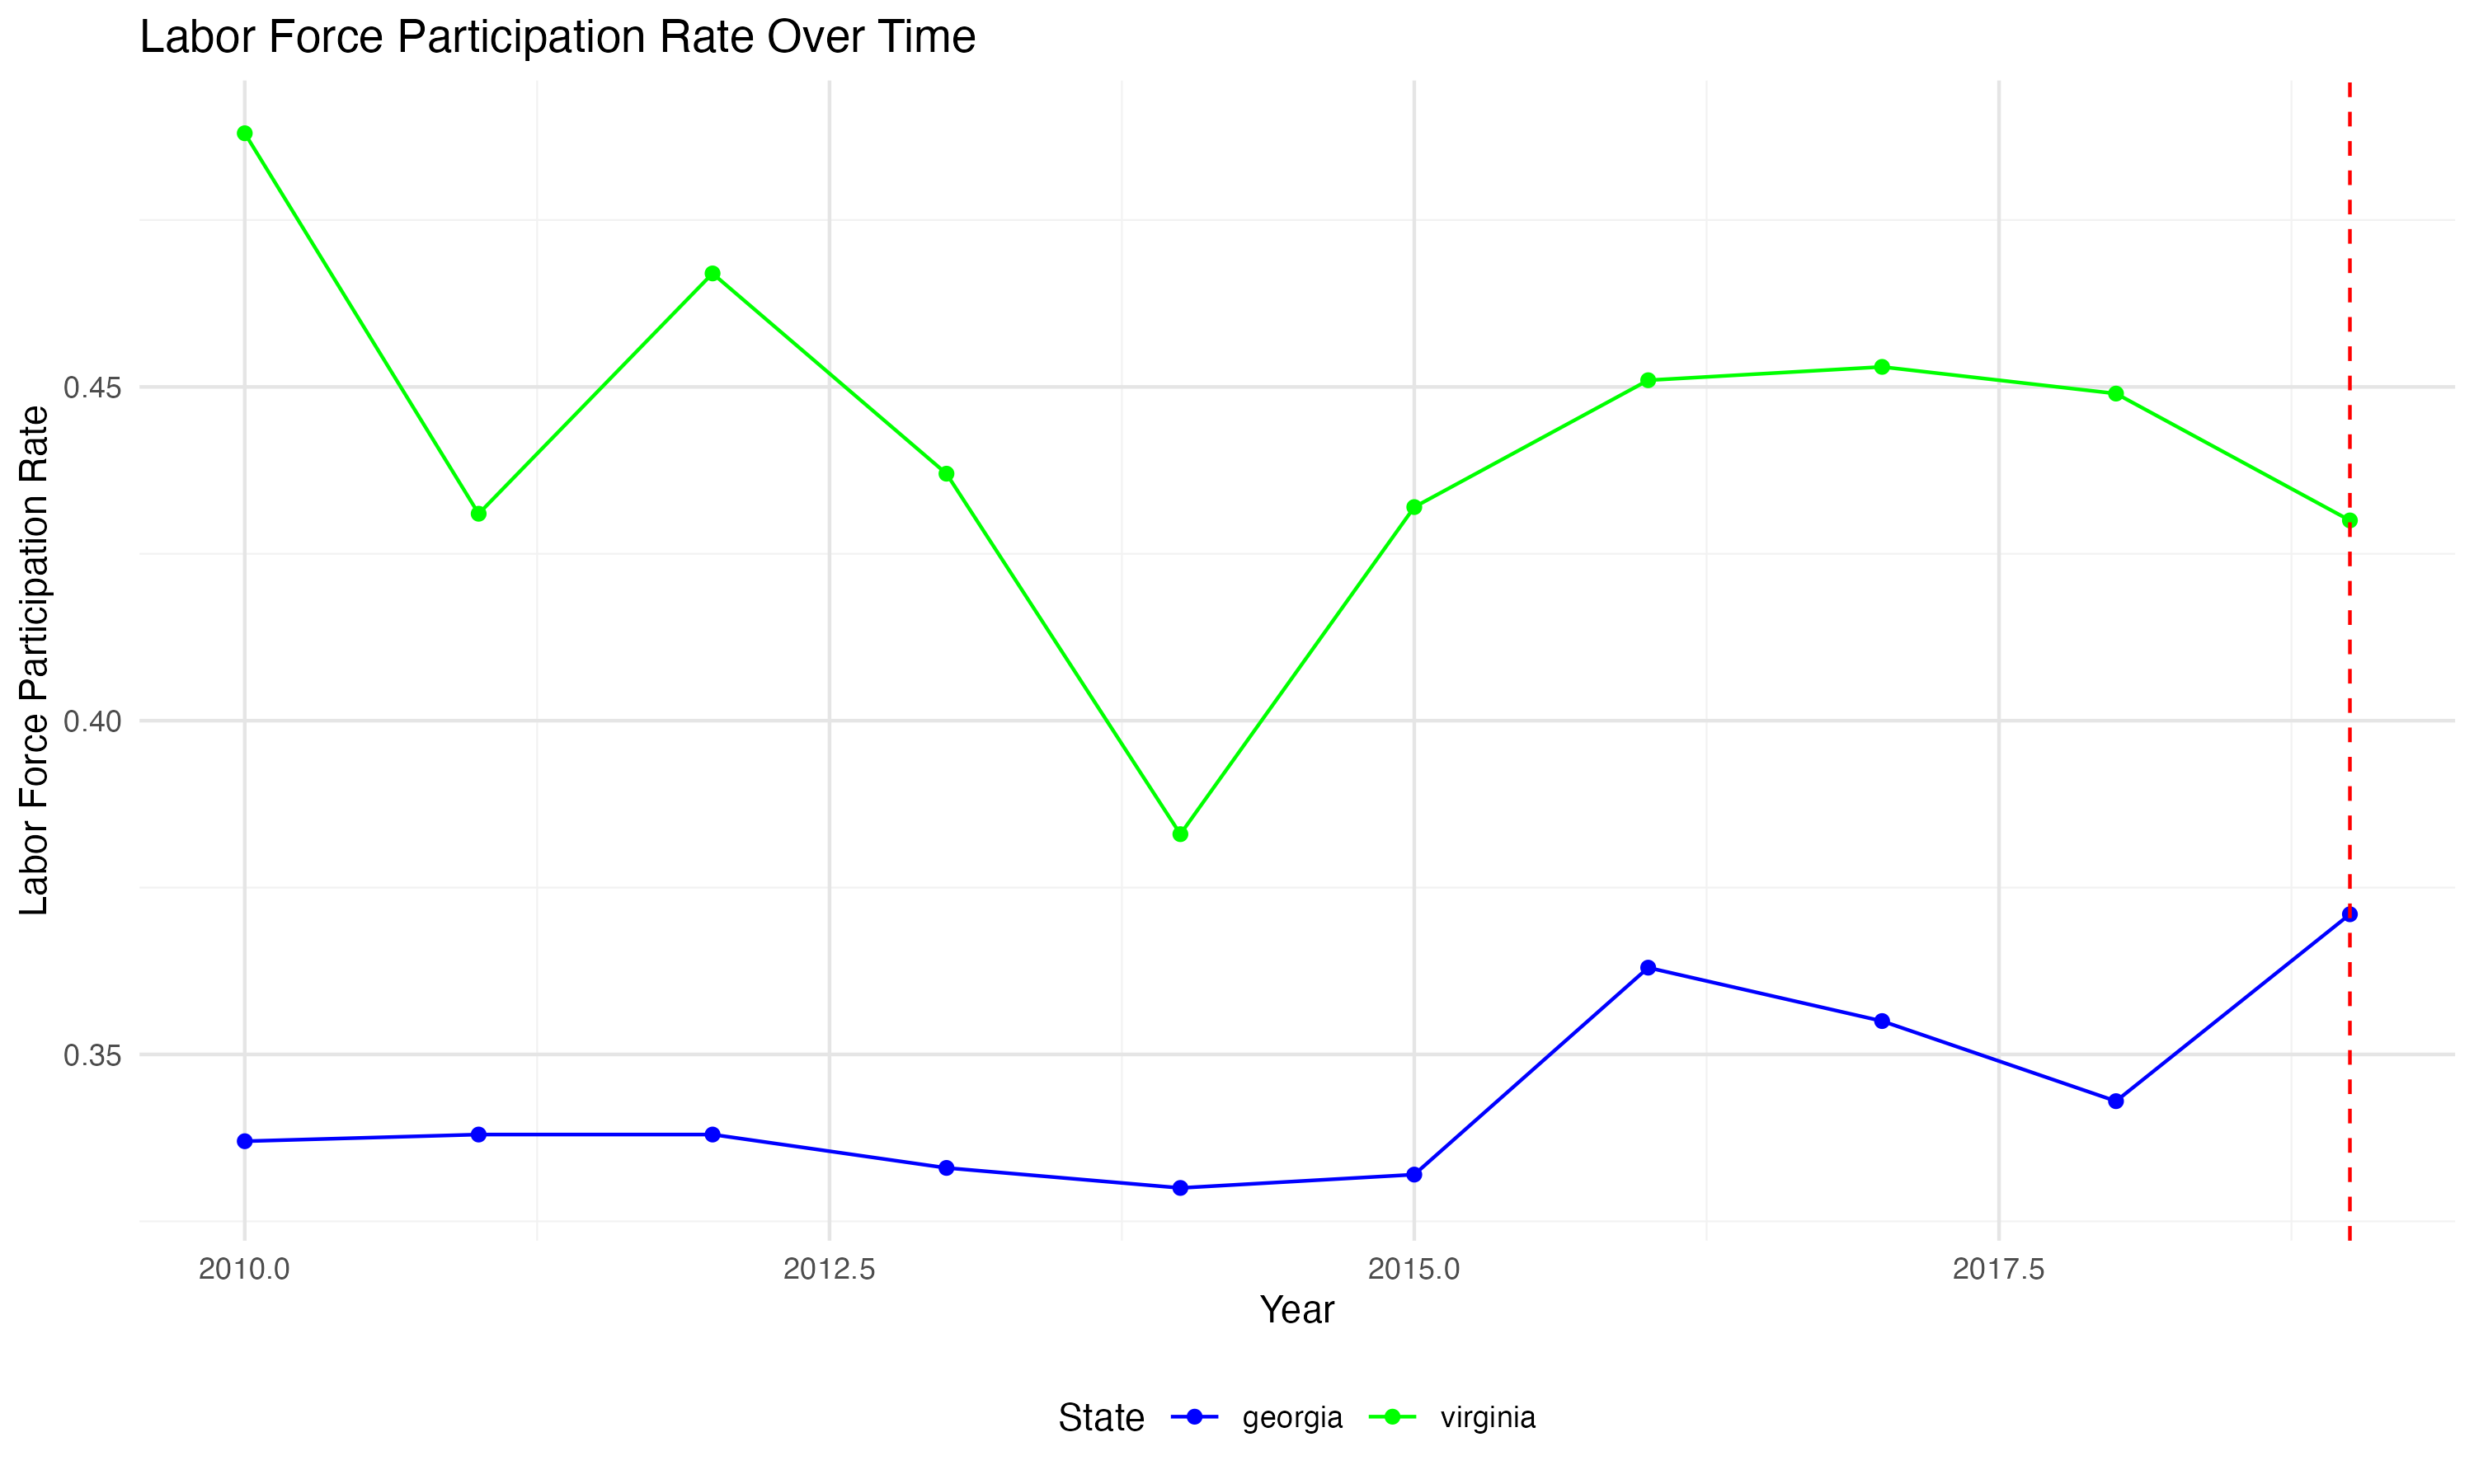 Labor Force Participation Rate Over Time
Labor Force Participation Rate
0.45
0.40
0.35
2010.0 2012.5 2015.0 2017.5
Year
State georgia virginia